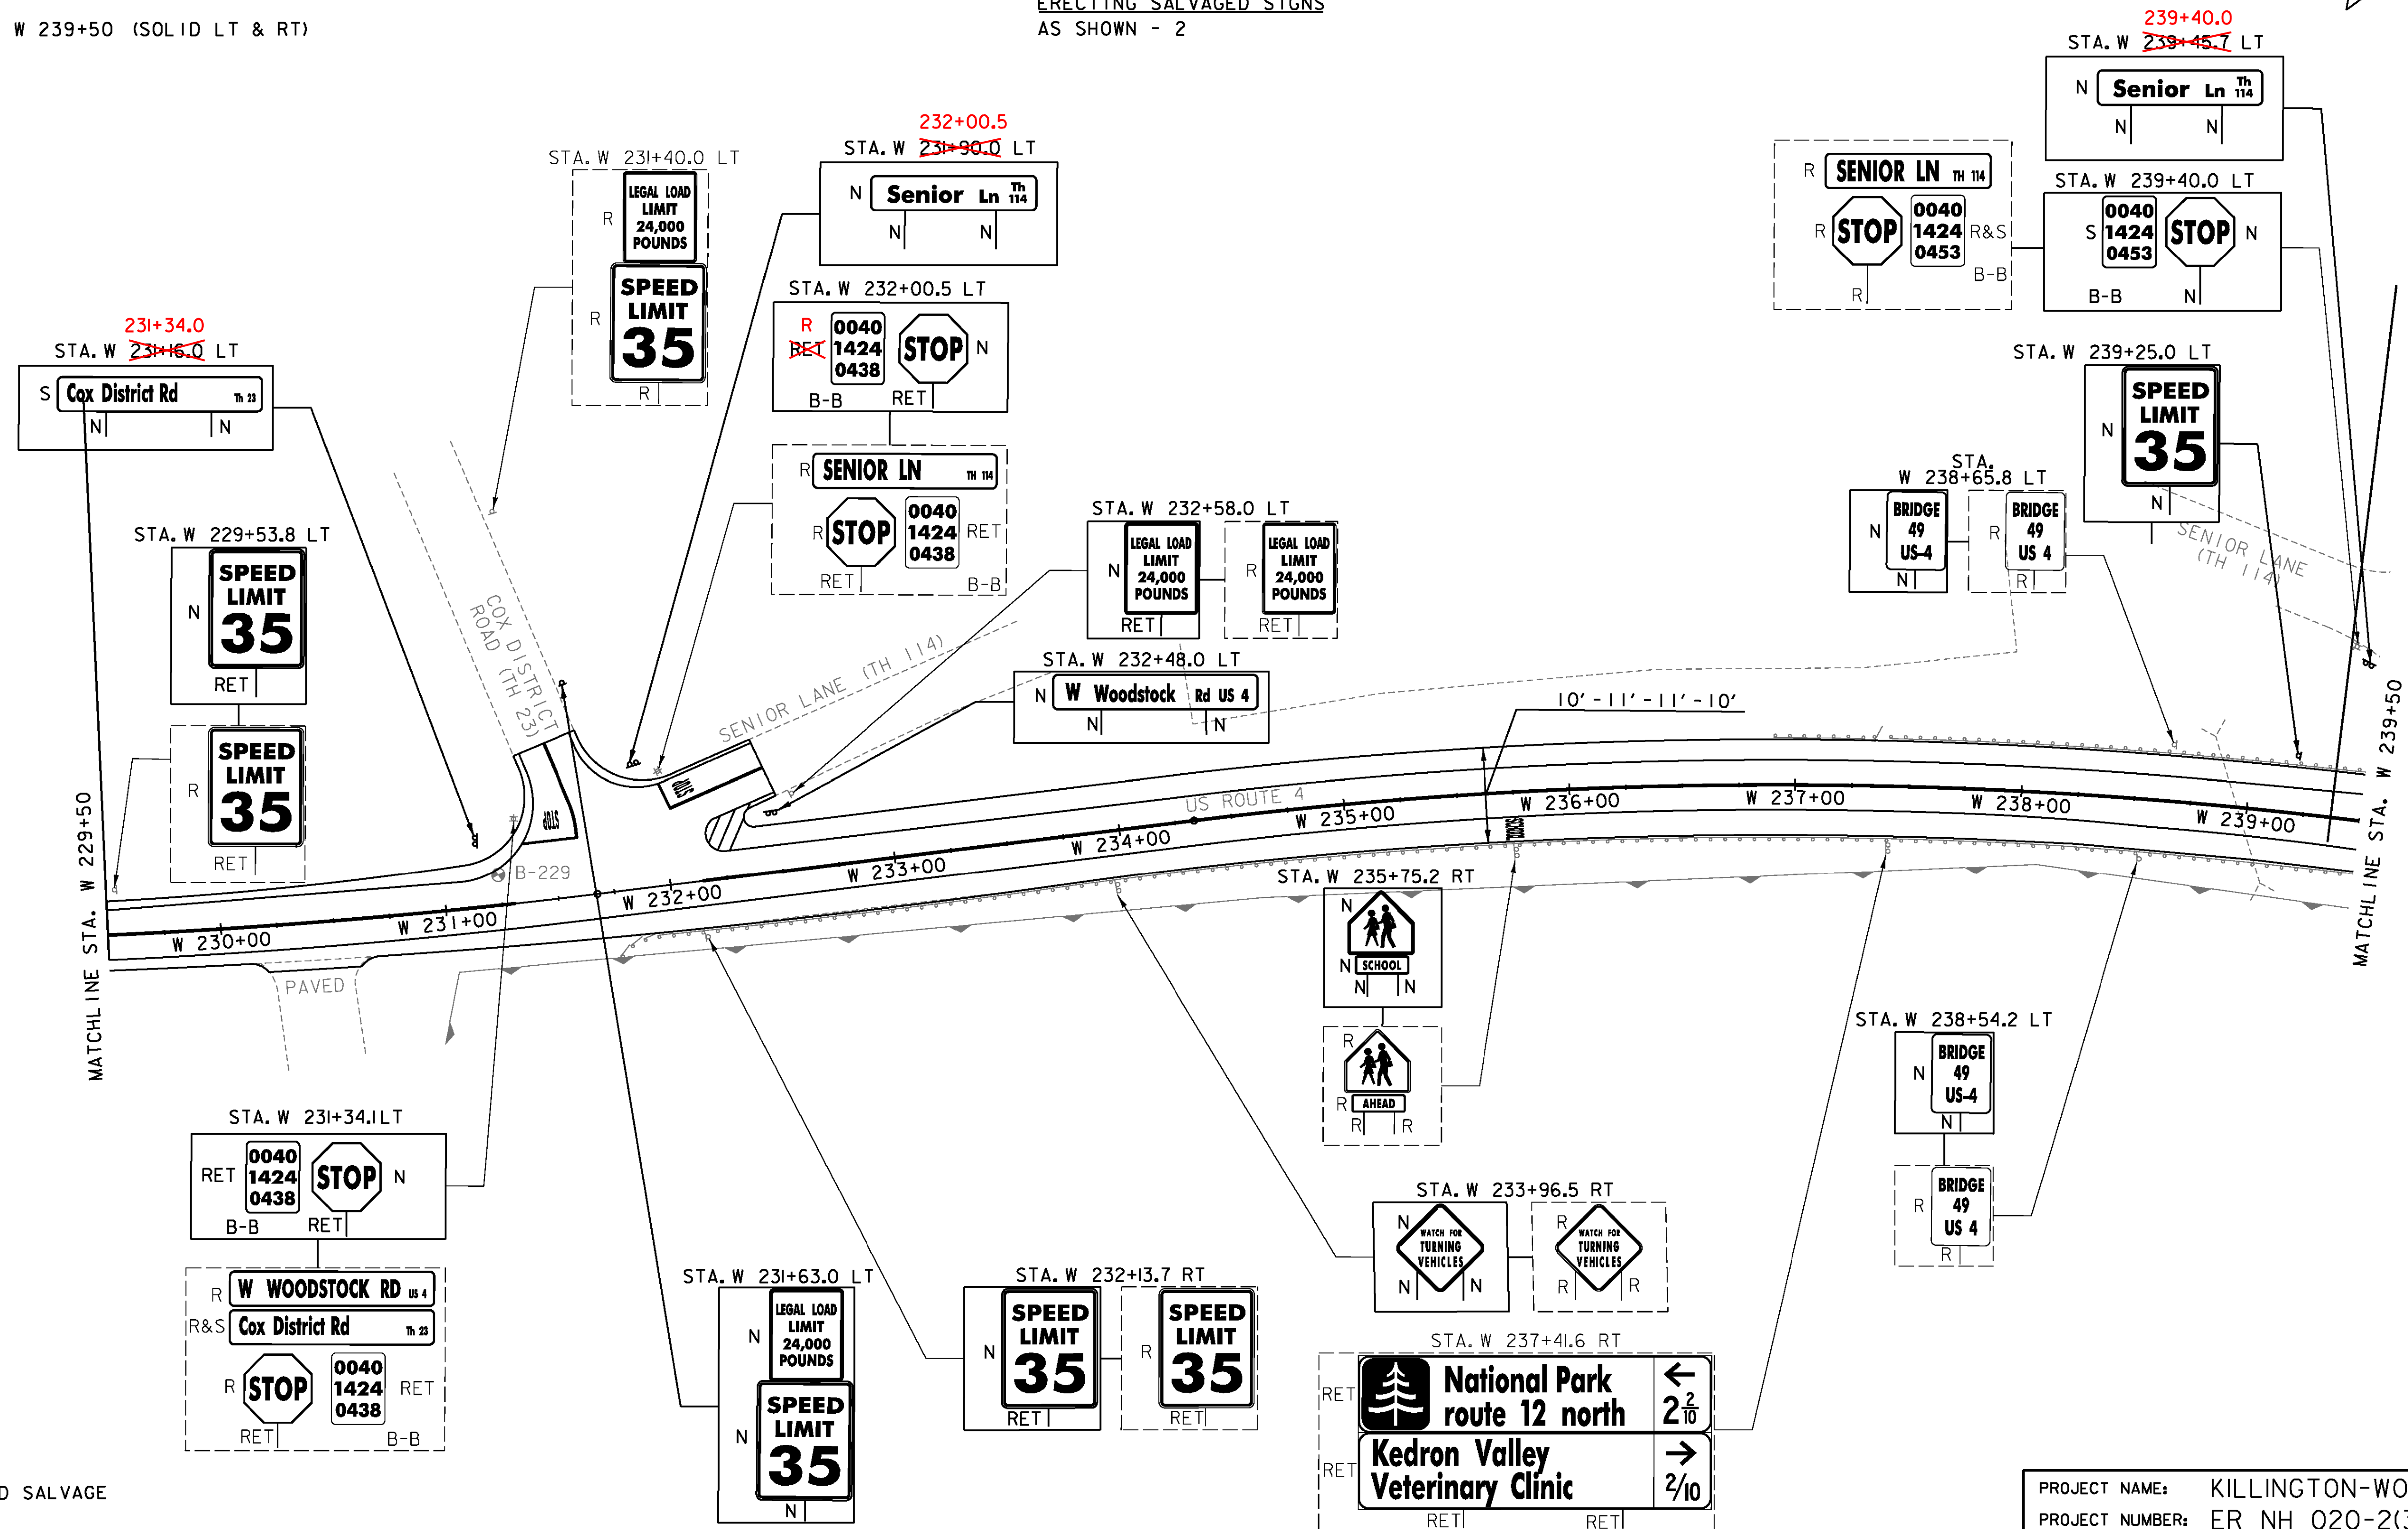 W 239+50 (SOLID LT & RT)
ERECTING SALVAGED SIGNS
AS SHOWN - 2
239+40.0
STA. W 239+45.7 LT
N Senior Ln Th 114
N N
STA. W 239+40.0 LT
S 0040 STOP N
1424
0453
B-B N
R SENIOR LN TH 114
R STOP 0040
1424 R&S
0453
B-B
R
232+00.5
STA. W 231+90.0 LT
N Senior Ln Th 114
N N
STA. W 231+40.0 LT
R LEGAL LOAD
LIMIT
24,000
POUNDS
R SPEED
LIMIT
35
R
STA. W 232+00.5 LT
R 0040
RET 1424 STOP N
0438
B-B RET
R SENIOR LN TH 114
R STOP 0040
1424 RET
0438
RET B-B
231+34.0
STA. W 231+16.0 LT
S Cox District Rd Th 23
N N
STA. W 229+53.8 LT
N SPEED
LIMIT
35
RET
R SPEED
LIMIT
35
RET
COX DISTRICT
ROAD (TH 23)
SENIOR LANE (TH 114)
STA. W 232+58.0 LT
N LEGAL LOAD
LIMIT
24,000
POUNDS
RET
R LEGAL LOAD
LIMIT
24,000
POUNDS
RET
STA. W 232+48.0 LT
N W Woodstock Rd US 4
N N
STA. W 239+25.0 LT
N SPEED
LIMIT
35
N
STA.
W 238+65.8 LT
N BRIDGE
49
US-4
N
R BRIDGE
49
US 4
R
SENIOR LANE
(TH 114)
10' - 11' - 11' - 10'
US ROUTE 4
STOP
STOP
SCHOOL
W 230+00
W 231+00
W 232+00
W 233+00
W 234+00
W 235+00
W 236+00
W 237+00
W 238+00
W 239+00
MATCHLINE STA. W 229+50
MATCHLINE STA. W 239+50
B-229
PAVED
STA. W 235+75.2 RT
N
N SCHOOL
N N
R
R AHEAD
R R
STA. W 238+54.2 LT
N BRIDGE
49
US-4
N
R BRIDGE
49
US 4
R
STA. W 231+34.1 LT
RET 0040
1424 STOP N
0438
B-B RET
R W WOODSTOCK RD US 4
R&S Cox District Rd Th 23
R STOP 0040
1424 RET
0438
RET B-B
STA. W 231+63.0 LT
N LEGAL LOAD
LIMIT
24,000
POUNDS
N SPEED
LIMIT
35
N
STA. W 232+13.7 RT
N SPEED
LIMIT
35
RET
R SPEED
LIMIT
35
RET
STA. W 233+96.5 RT
N WATCH FOR
TURNING
VEHICLES
N N
R WATCH FOR
TURNING
VEHICLES
R R
STA. W 237+41.6 RT
RET National Park ←
route 12 north 2 2/10
RET Kedron Valley →
Veterinary Clinic 2/10
RET RET
D SALVAGE
PROJECT NAME: KILLINGTON-WO
PROJECT NUMBER: ER NH 020-2(3